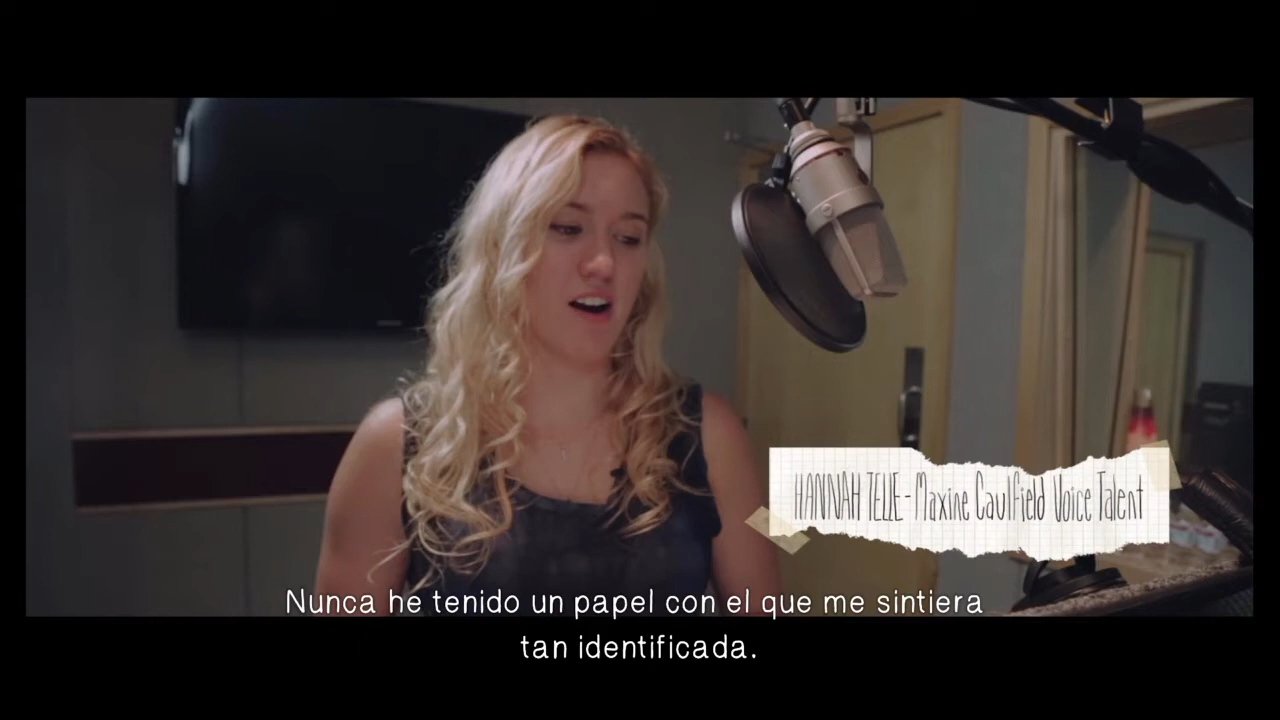 HANNAH TELLE - Maxine Caulfield Voice Talent
Nunca he tenido un papel con el que me sintiera
tan identificada.